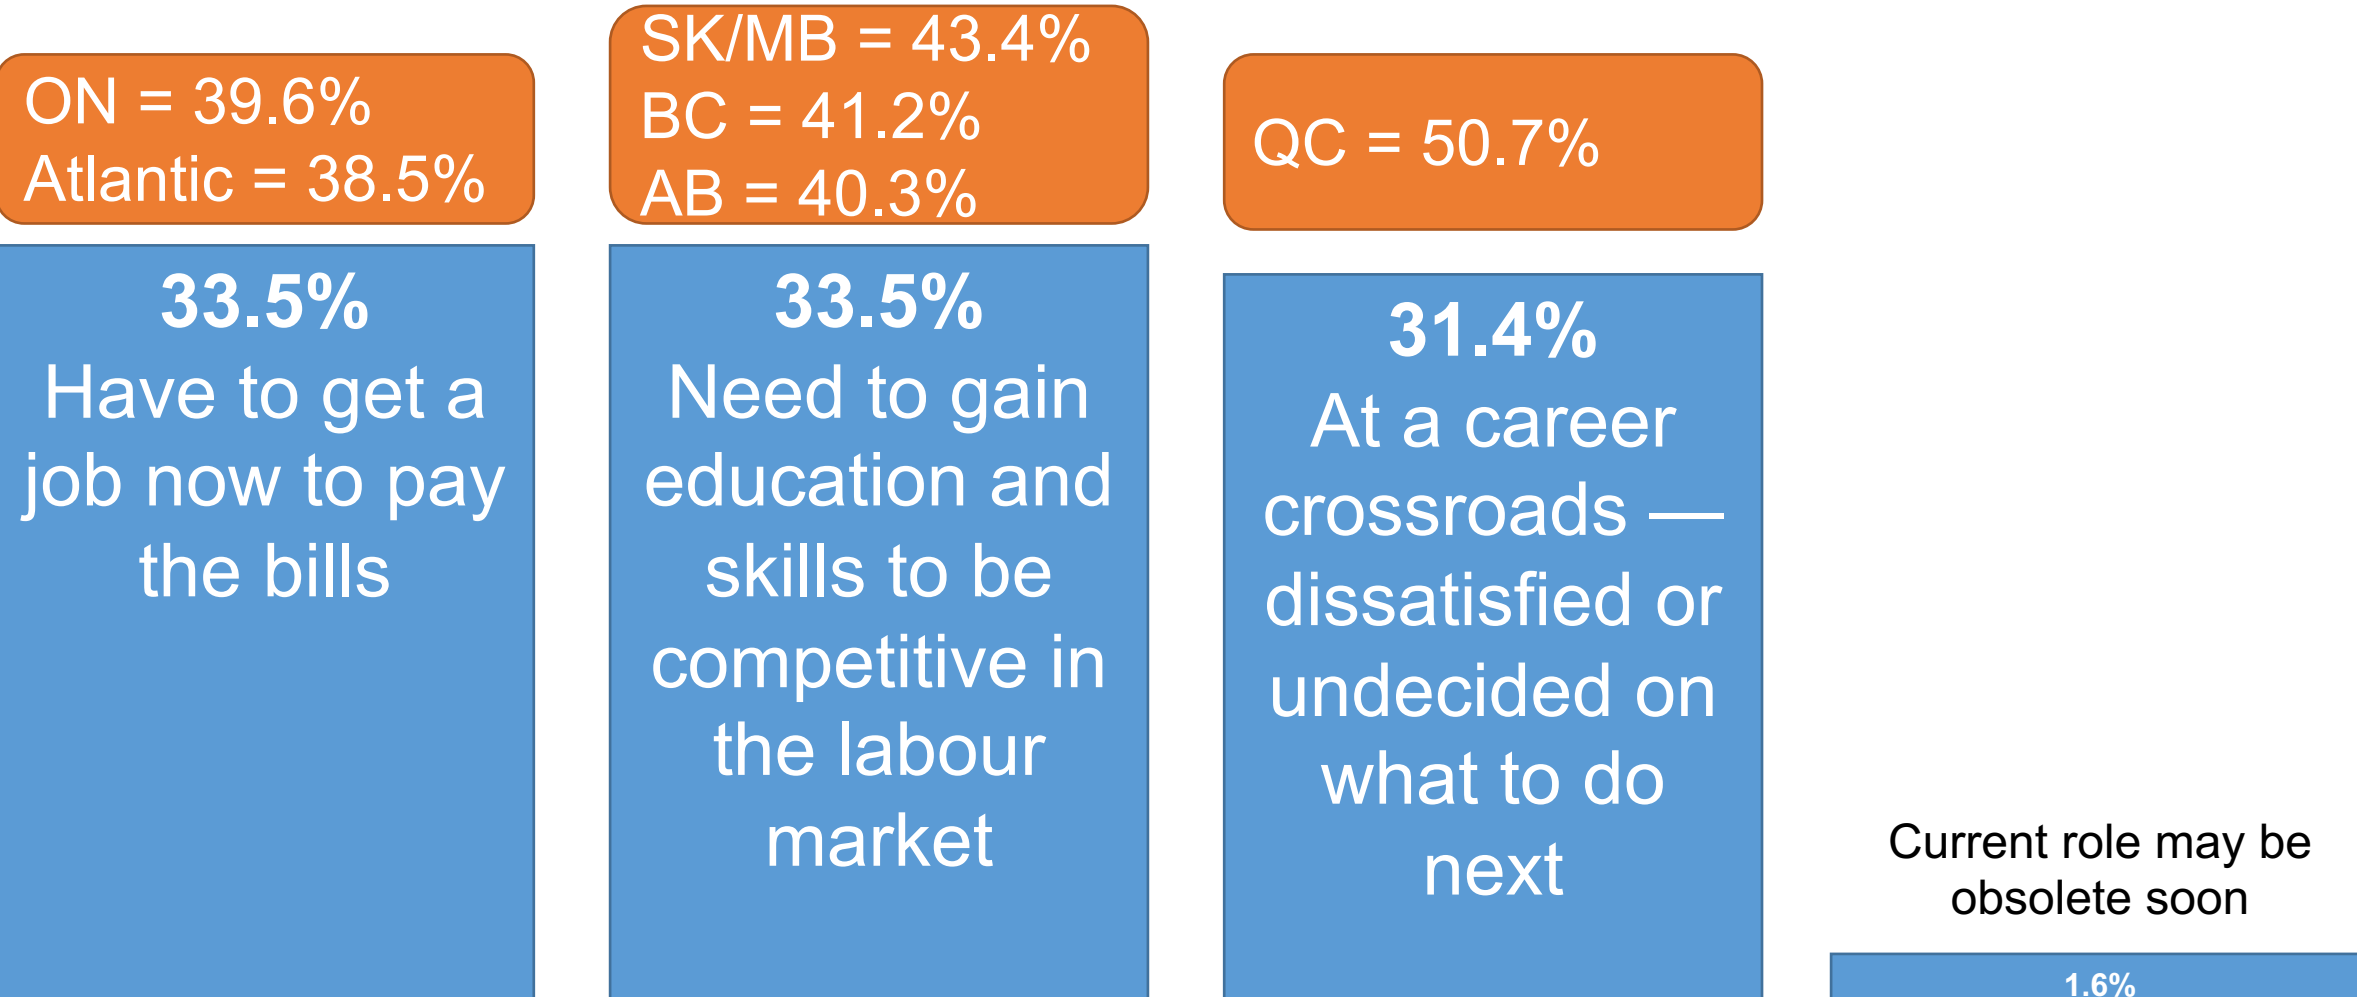 ON = 39.6%
Atlantic = 38.5%
33.5%
Have to get a
job now to pay
the bills
SK/MB = 43.4%
BC = 41.2%
AB = 40.3%
33.5%
Need to gain
education and
skills to be
competitive in
the labour
market
QC = 50.7%
31.4%
At a career
crossroads —
dissatisfied or
undecided on
what to do
next
Current role may be
obsolete soon
1.6%